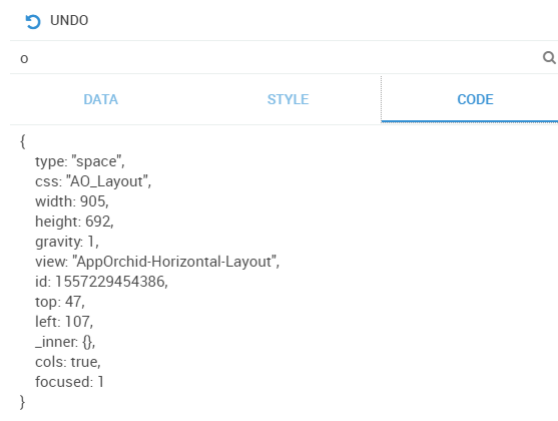 UNDO
o
DATA STYLE CODE
{
type: "space",
css: "AO_Layout",
width: 905,
height: 692,
gravity: 1,
view: "AppOrchid-Horizontal-Layout",
id: 1557229454386,
top: 47,
left: 107,
_inner: {},
cols: true,
focused: 1
}